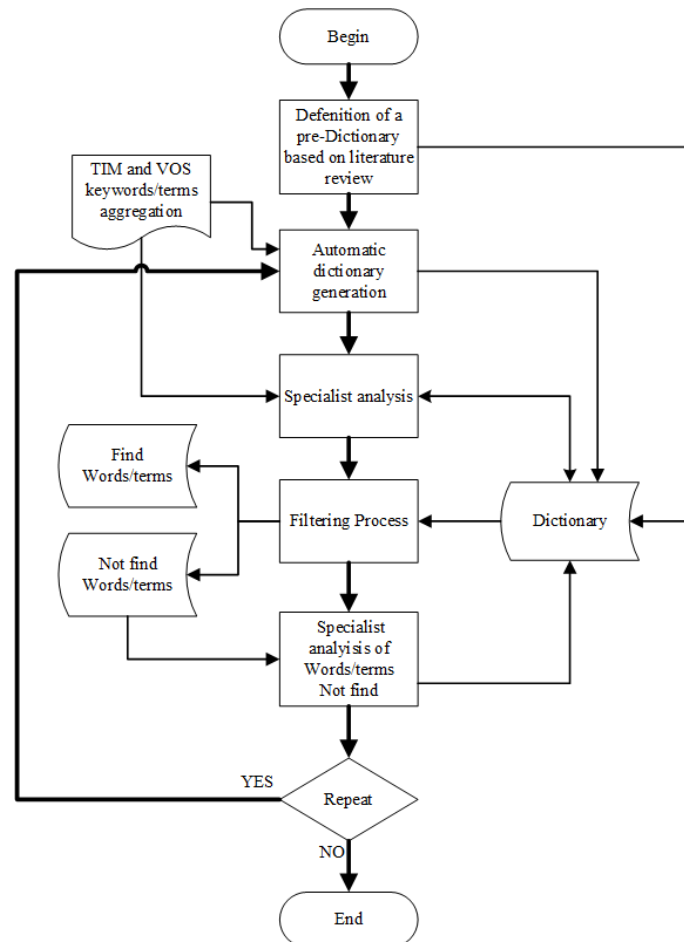 Begin
Defenition of a
pre-Dictionary
based on literature
review
TIM and VOS
keywords/terms
aggregation
Automatic
dictionary
generation
Specialist analysis
Find
Words/terms
Filtering Process
Dictionary
Not find
Words/terms
Specialist
analyisis of
Words/terms
Not find
YES
Repeat
NO
End